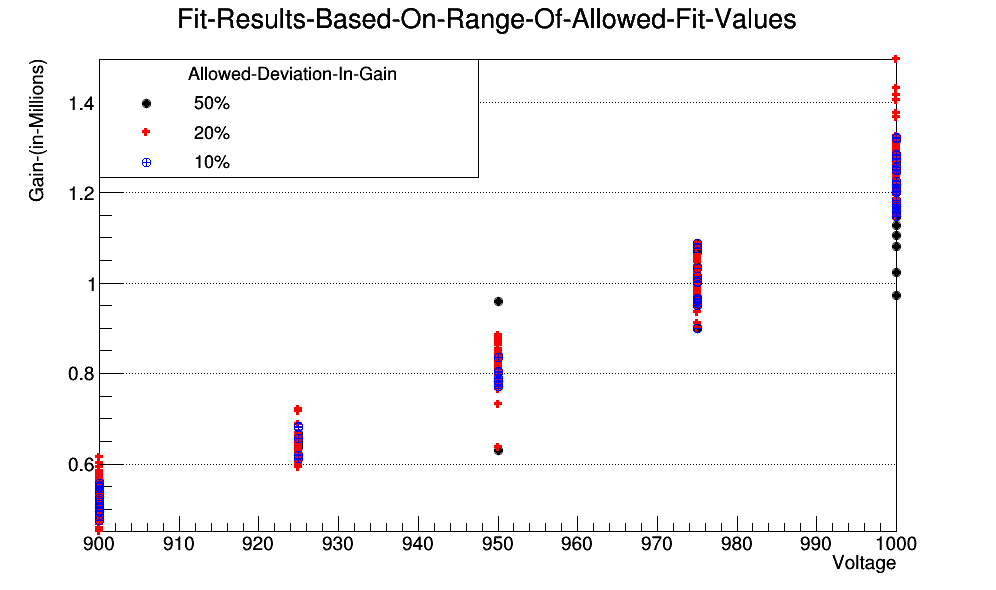 Fit-Results-Based-On-Range-Of-Allowed-Fit-Values
Gain-(in-Millions)
Allowed-Deviation-In-Gain
50%
20%
10%
1.4
1.2
1
0.8
0.6
900 910 920 930 940 950 960 970 980 990 1000
Voltage